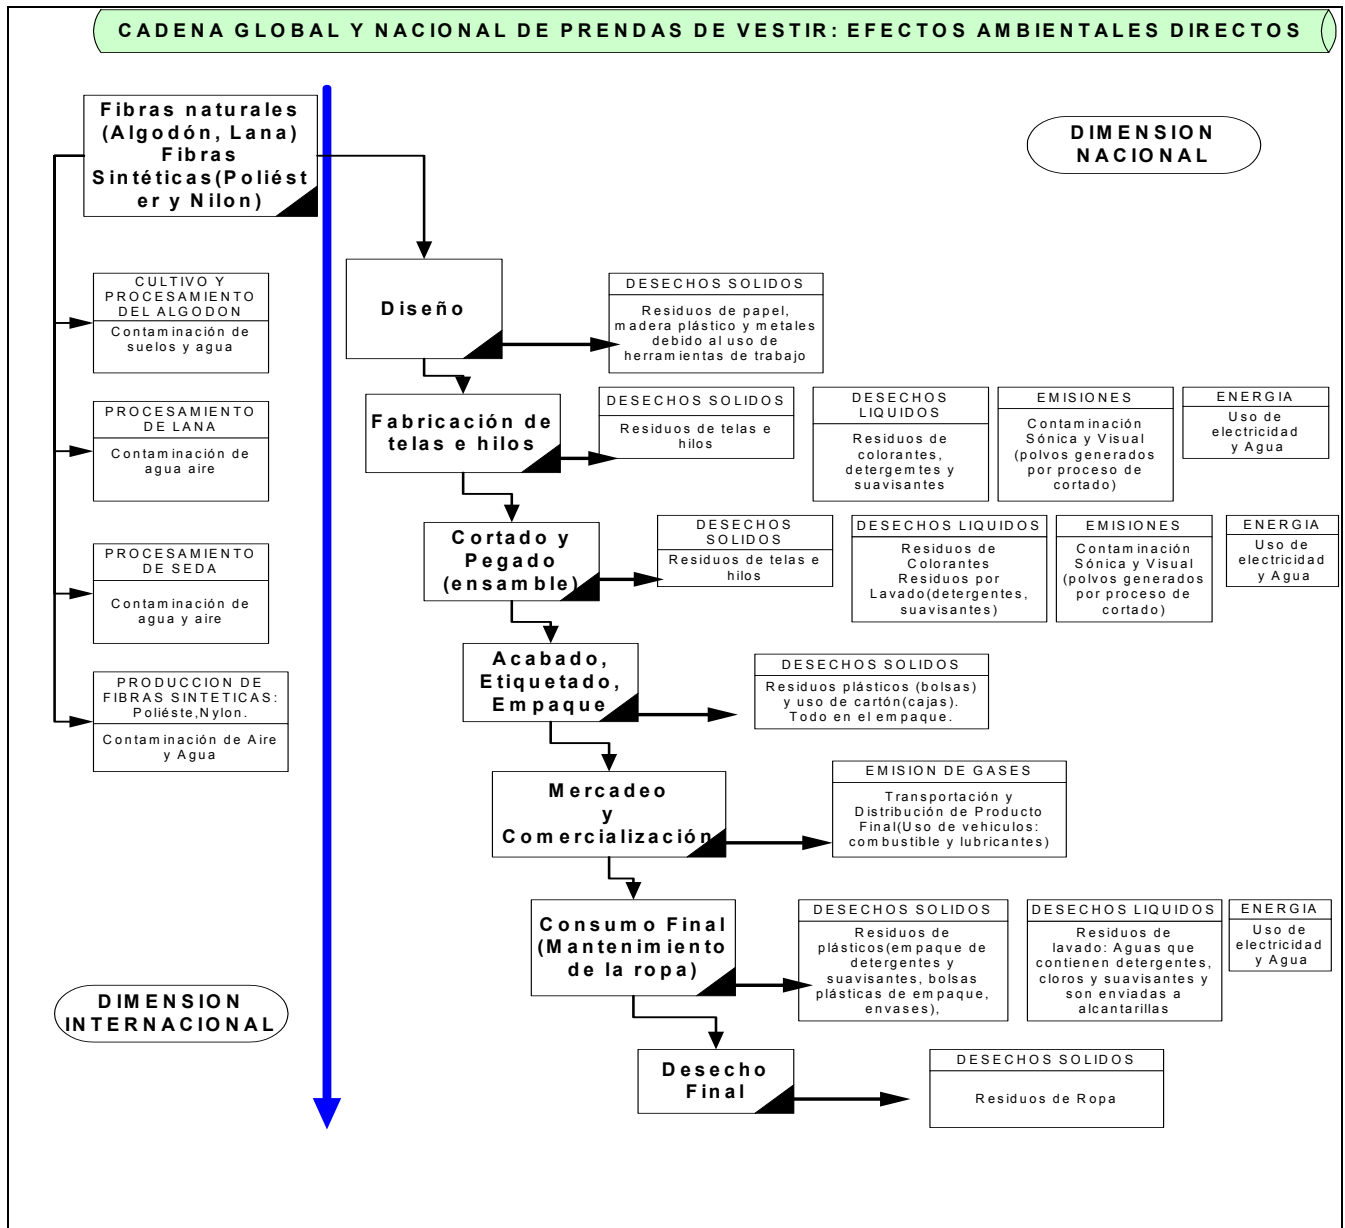 CADENA GLOBAL Y NACIONAL DE PRENDAS DE VESTIR: EFECTOS AMBIENTALES DIRECTOS
Fibras naturales
(Algodón, Lana)
Fibras
Sintéticas(Poliést
er y Nilon)
DIMENSION
NACIONAL
CULTIVO Y
PROCESAMIENTO
DEL ALGODON
Contaminación de
suelos y agua
PROCESAMIENTO
DE LANA
Contaminación de
agua aire
PROCESAMIENTO
DE SEDA
Contaminación de
agua y aire
PRODUCCION DE
FIBRAS SINTETICAS:
Poliéste,Nylon.
Contaminación de Aire
y Agua
DIMENSION
INTERNACIONAL
Diseño
DESECHOS SOLIDOS
Residuos de papel,
madera plástico y metales
debido al uso de
herramientas de trabajo
Fabricación de
telas e hilos
DESECHOS SOLIDOS
Residuos de telas e
hilos
DESECHOS
LIQUIDOS
Residuos de
colorantes,
detergemtes y
suavisantes
EMISIONES
Contaminación
Sónica y Visual
(polvos generados
por proceso de
cortado)
ENERGIA
Uso de
electricidad
y Agua
Cortado y
Pegado
(ensamble)
DESECHOS
SOLIDOS
Residuos de telas e
hilos
DESECHOS LIQUIDOS
Residuos de
Colorantes
Residuos por
Lavado(detergentes,
suavisantes)
EMISIONES
Contaminación
Sónica y Visual
(polvos generados
por proceso de
cortado)
ENERGIA
Uso de
electricidad
y Agua
Acabado,
Etiquetado,
Empaque
DESECHOS SOLIDOS
Residuos plásticos (bolsas)
y uso de cartón(cajas).
Todo en el empaque.
Mercadeo
y
Comercialización
EMISION DE GASES
Transportación y
Distribución de Producto
Final(Uso de vehiculos:
combustible y lubricantes)
Consumo Final
(Mantenimiento
de la ropa)
DESECHOS SOLIDOS
Residuos de
plásticos(empaque de
detergentes y
suavisantes, bolsas
plásticas de empaque,
envases),
DESECHOS LIQUIDOS
Residuos de
lavado: Aguas que
contienen detergentes,
cloros y suavisantes y
son enviadas a
alcantarillas
ENERGIA
Uso de
electricidad
y Agua
Desecho
Final
DESECHOS SOLIDOS
Residuos de Ropa